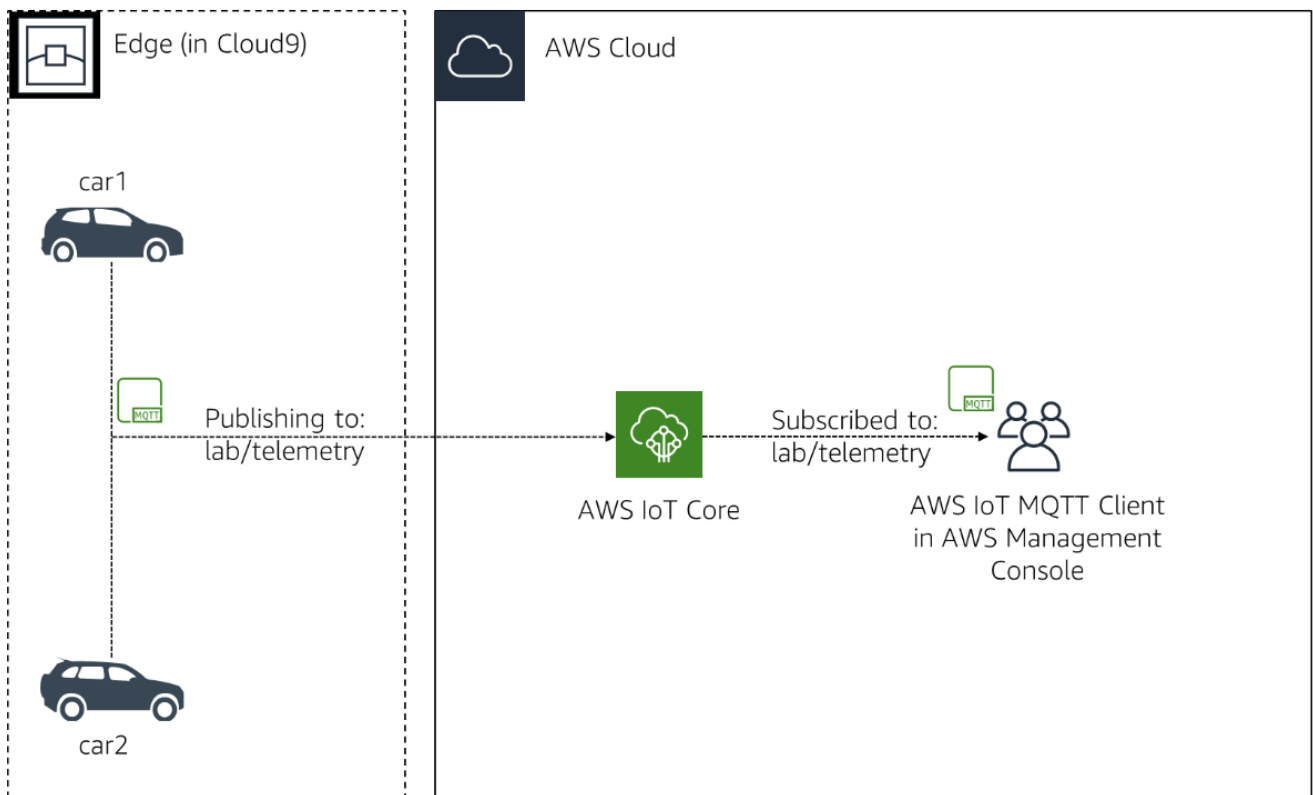 Edge (in Cloud9)
AWS Cloud
car1
MQTT
Publishing to:
lab/telemetry
AWS IoT Core
MQTT
Subscribed to:
lab/telemetry
AWS IoT MQTT Client
in AWS Management
Console
car2